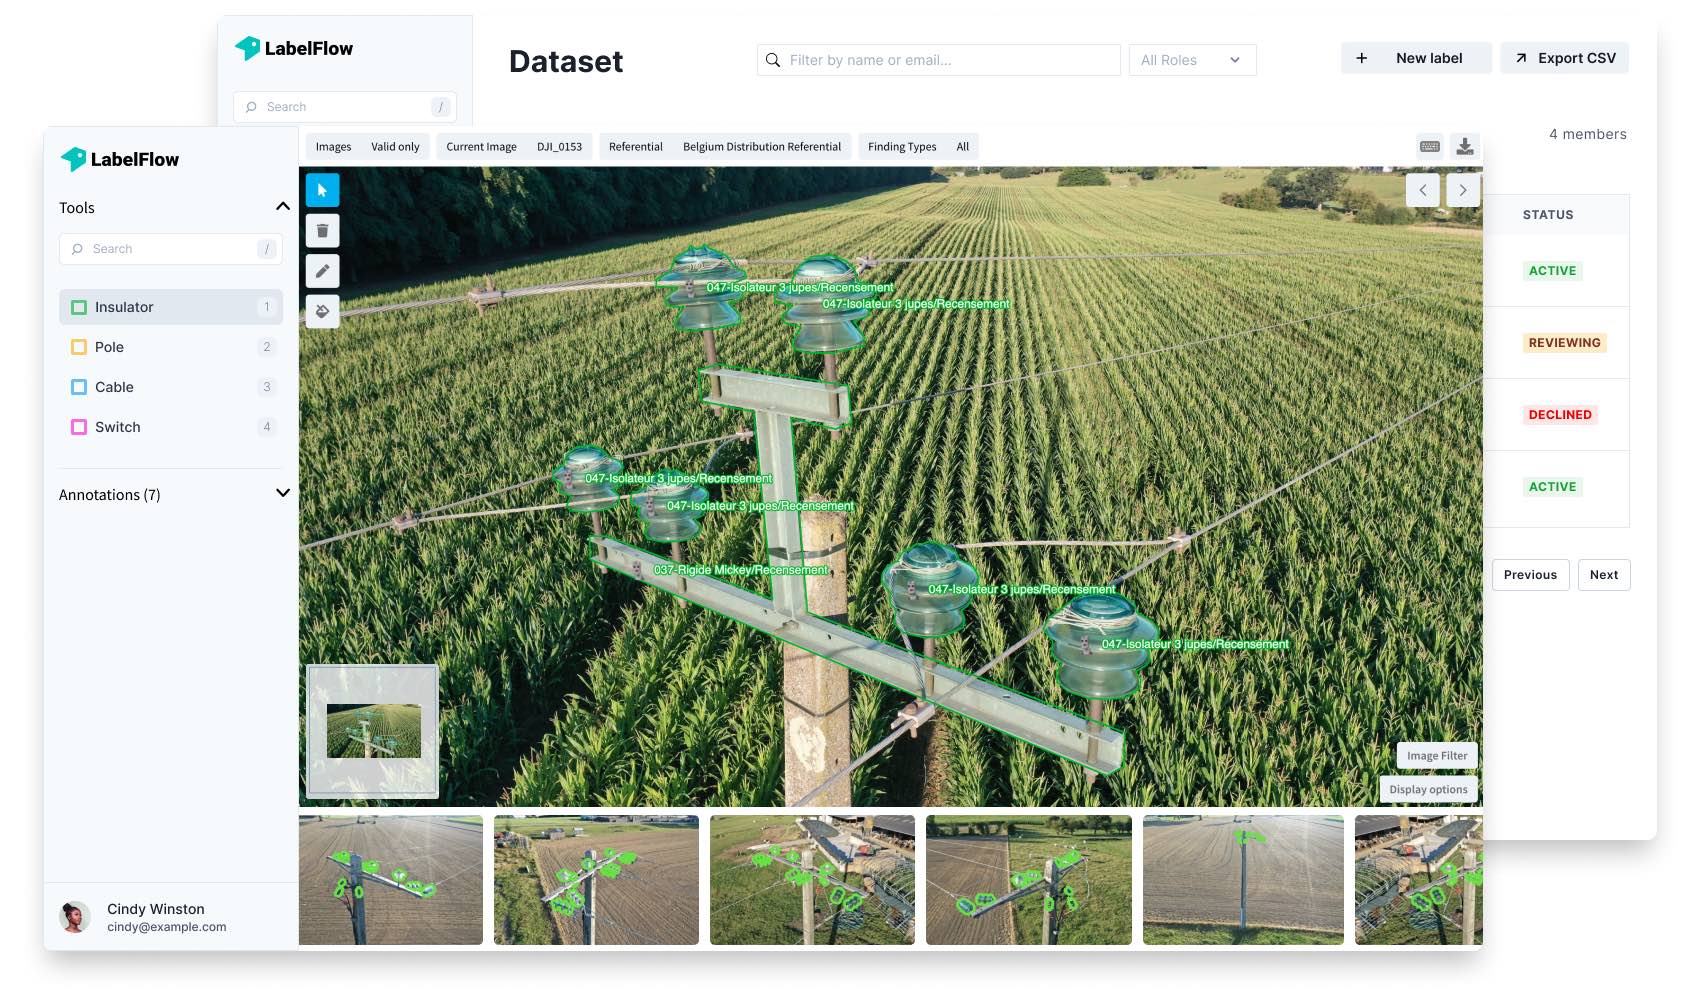 LabelFlow
Dataset
Filter by name or email...
All Roles
New label
Export CSV
Search /
4 members
STATUS
ACTIVE
REVIEWING
DECLINED
ACTIVE
Previous
Next
LabelFlow
Images Valid only
Current Image DJI_0153
Referential Belgium Distribution Referential
Finding Types All
Tools
Search /
Insulator 1
Pole 2
Cable 3
Switch 4
Annotations (7)
047-Isolateur 3 jupes/Recensement
047-Isolateur 3 jupes/Recensement
047-Isolateur 3 jupes/Recensement
047-Isolateur 3 jupes/Recensement
037-Rigide Mickey/Recensement
047-Isolateur 3 jupes/Recensement
047-Isolateur 3 jupes/Recensement
Image Filter
Display options
Cindy Winston
cindy@example.com